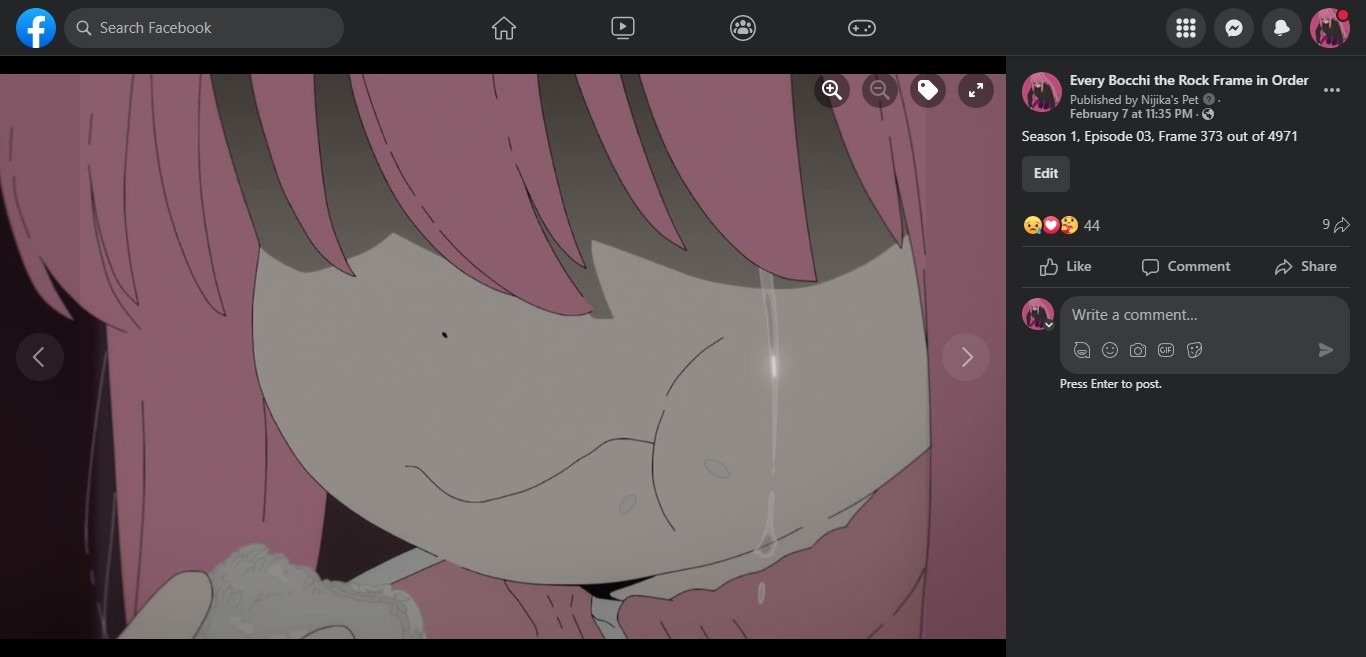 Search Facebook
Every Bocchi the Rock Frame in Order
Published by Nijika's Pet ·
February 7 at 11:35 PM ·
Season 1, Episode 03, Frame 373 out of 4971
Edit
44
9
Like
Comment
Share
Write a comment...
GIF
Press Enter to post.